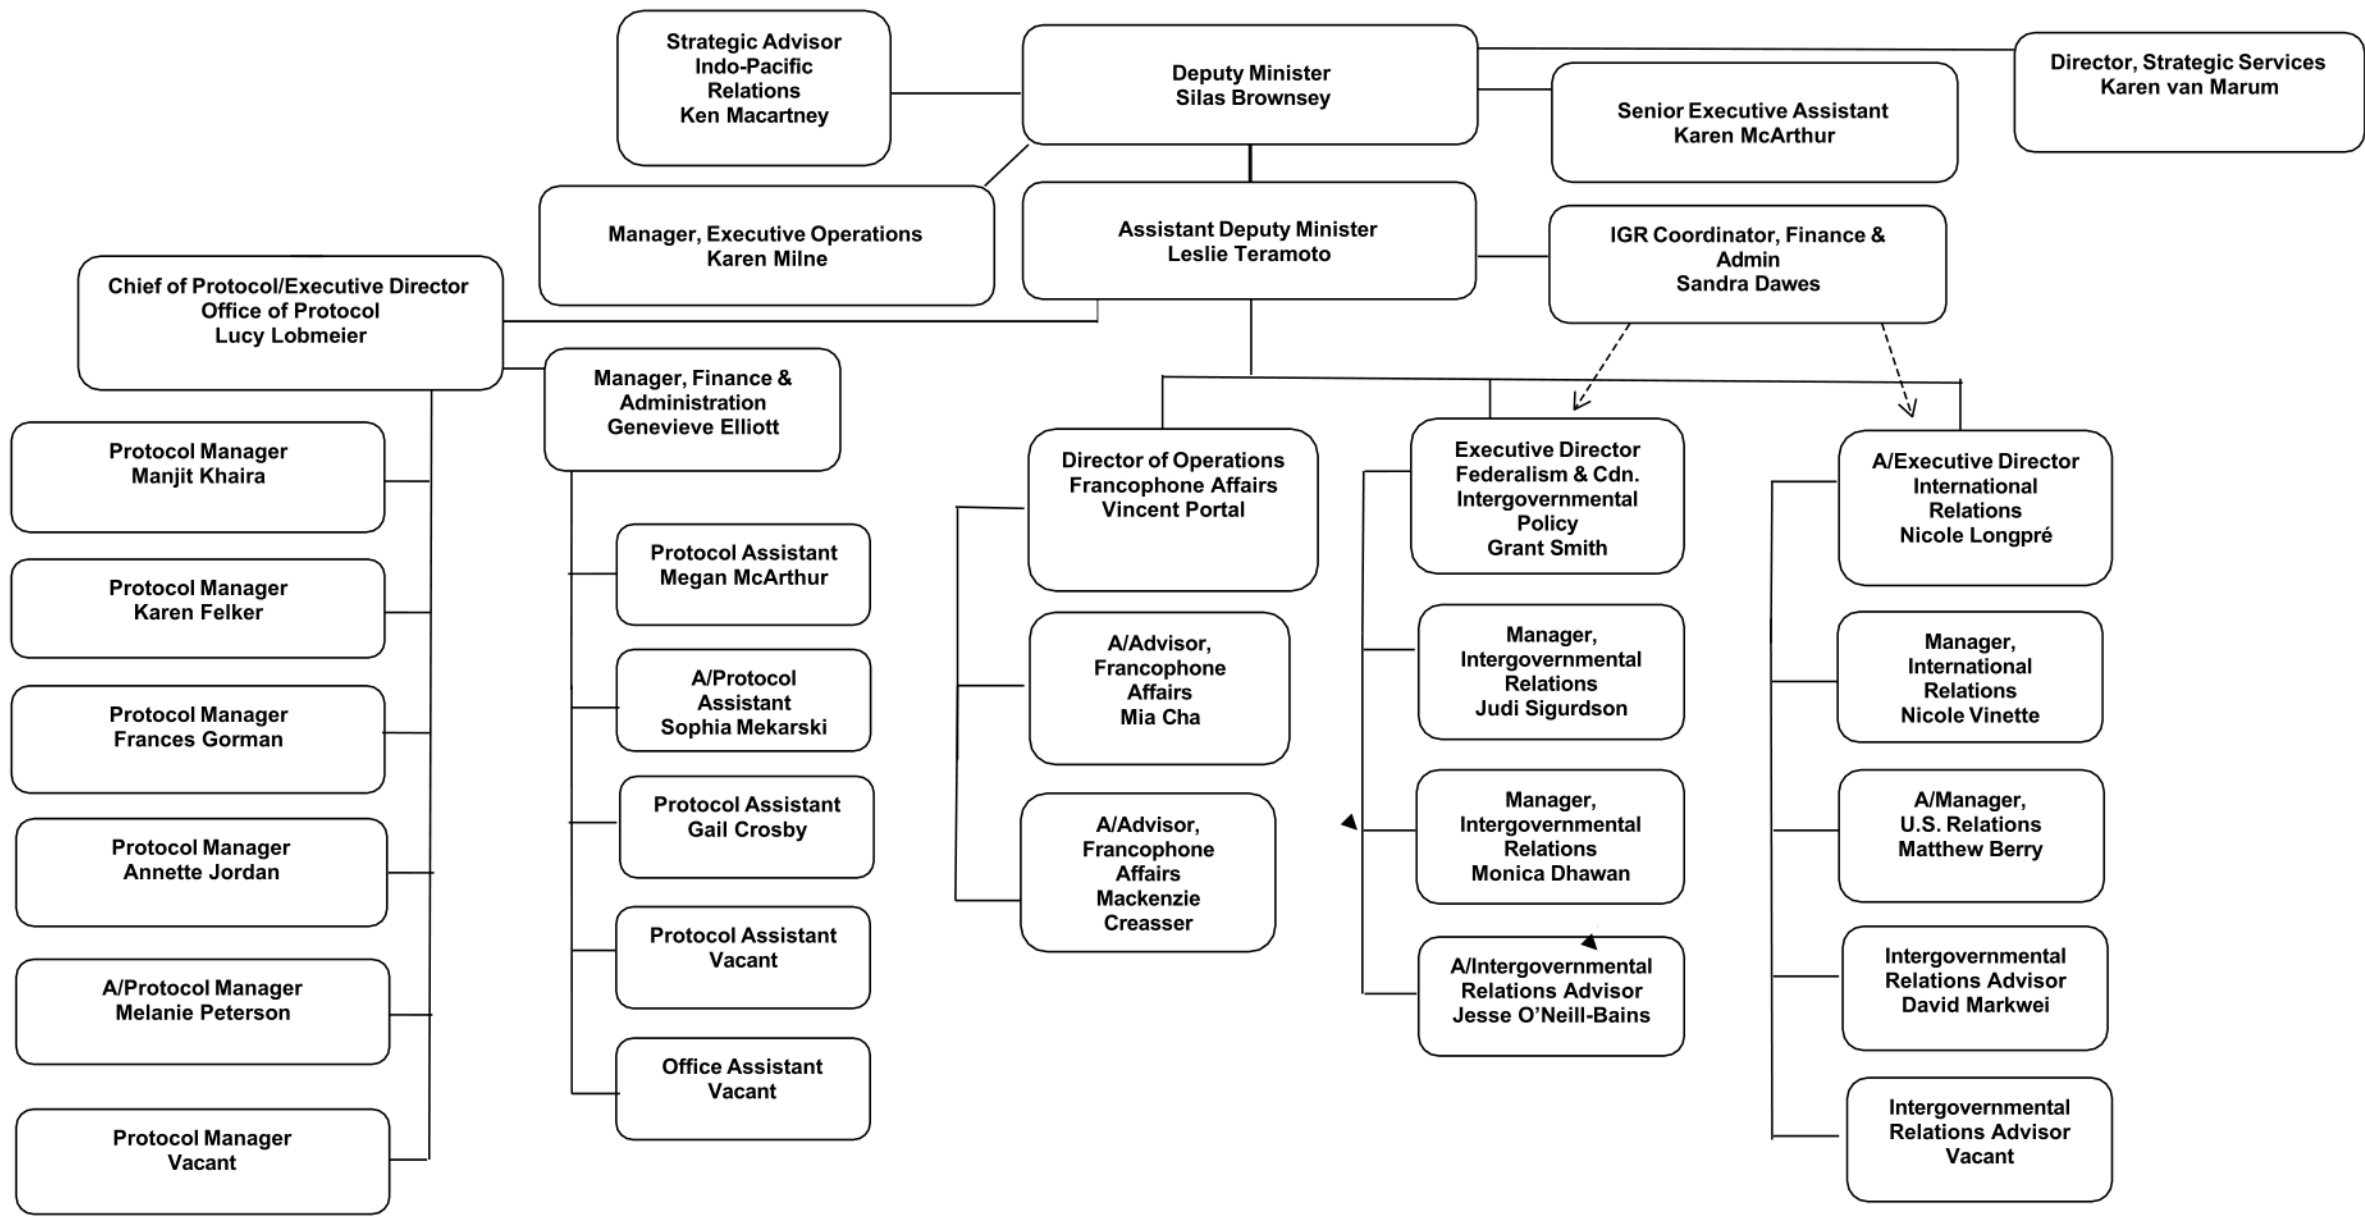 Strategic Advisor
Indo-Pacific
Relations
Ken Macartney
Deputy Minister
Silas Brownsey
Director, Strategic Services
Karen van Marum
Senior Executive Assistant
Karen McArthur
Manager, Executive Operations
Karen Milne
Assistant Deputy Minister
Leslie Teramoto
IGR Coordinator, Finance &
Admin
Sandra Dawes
Chief of Protocol/Executive Director
Office of Protocol
Lucy Lobmeier
Manager, Finance &
Administration
Genevieve Elliott
Protocol Manager
Manjit Khaira
Protocol Manager
Karen Felker
Protocol Manager
Frances Gorman
Protocol Manager
Annette Jordan
A/Protocol Manager
Melanie Peterson
Protocol Manager
Vacant
Protocol Assistant
Megan McArthur
A/Protocol
Assistant
Sophia Mekarski
Protocol Assistant
Gail Crosby
Protocol Assistant
Vacant
Office Assistant
Vacant
Director of Operations
Francophone Affairs
Vincent Portal
A/Advisor,
Francophone
Affairs
Mia Cha
A/Advisor,
Francophone
Affairs
Mackenzie
Creasser
Executive Director
Federalism & Cdn.
Intergovernmental
Policy
Grant Smith
Manager,
Intergovernmental
Relations
Judi Sigurdson
Manager,
Intergovernmental
Relations
Monica Dhawan
A/Intergovernmental
Relations Advisor
Jesse O’Neill-Bains
A/Executive Director
International
Relations
Nicole Longpré
Manager,
International
Relations
Nicole Vinette
A/Manager,
U.S. Relations
Matthew Berry
Intergovernmental
Relations Advisor
David Markwei
Intergovernmental
Relations Advisor
Vacant